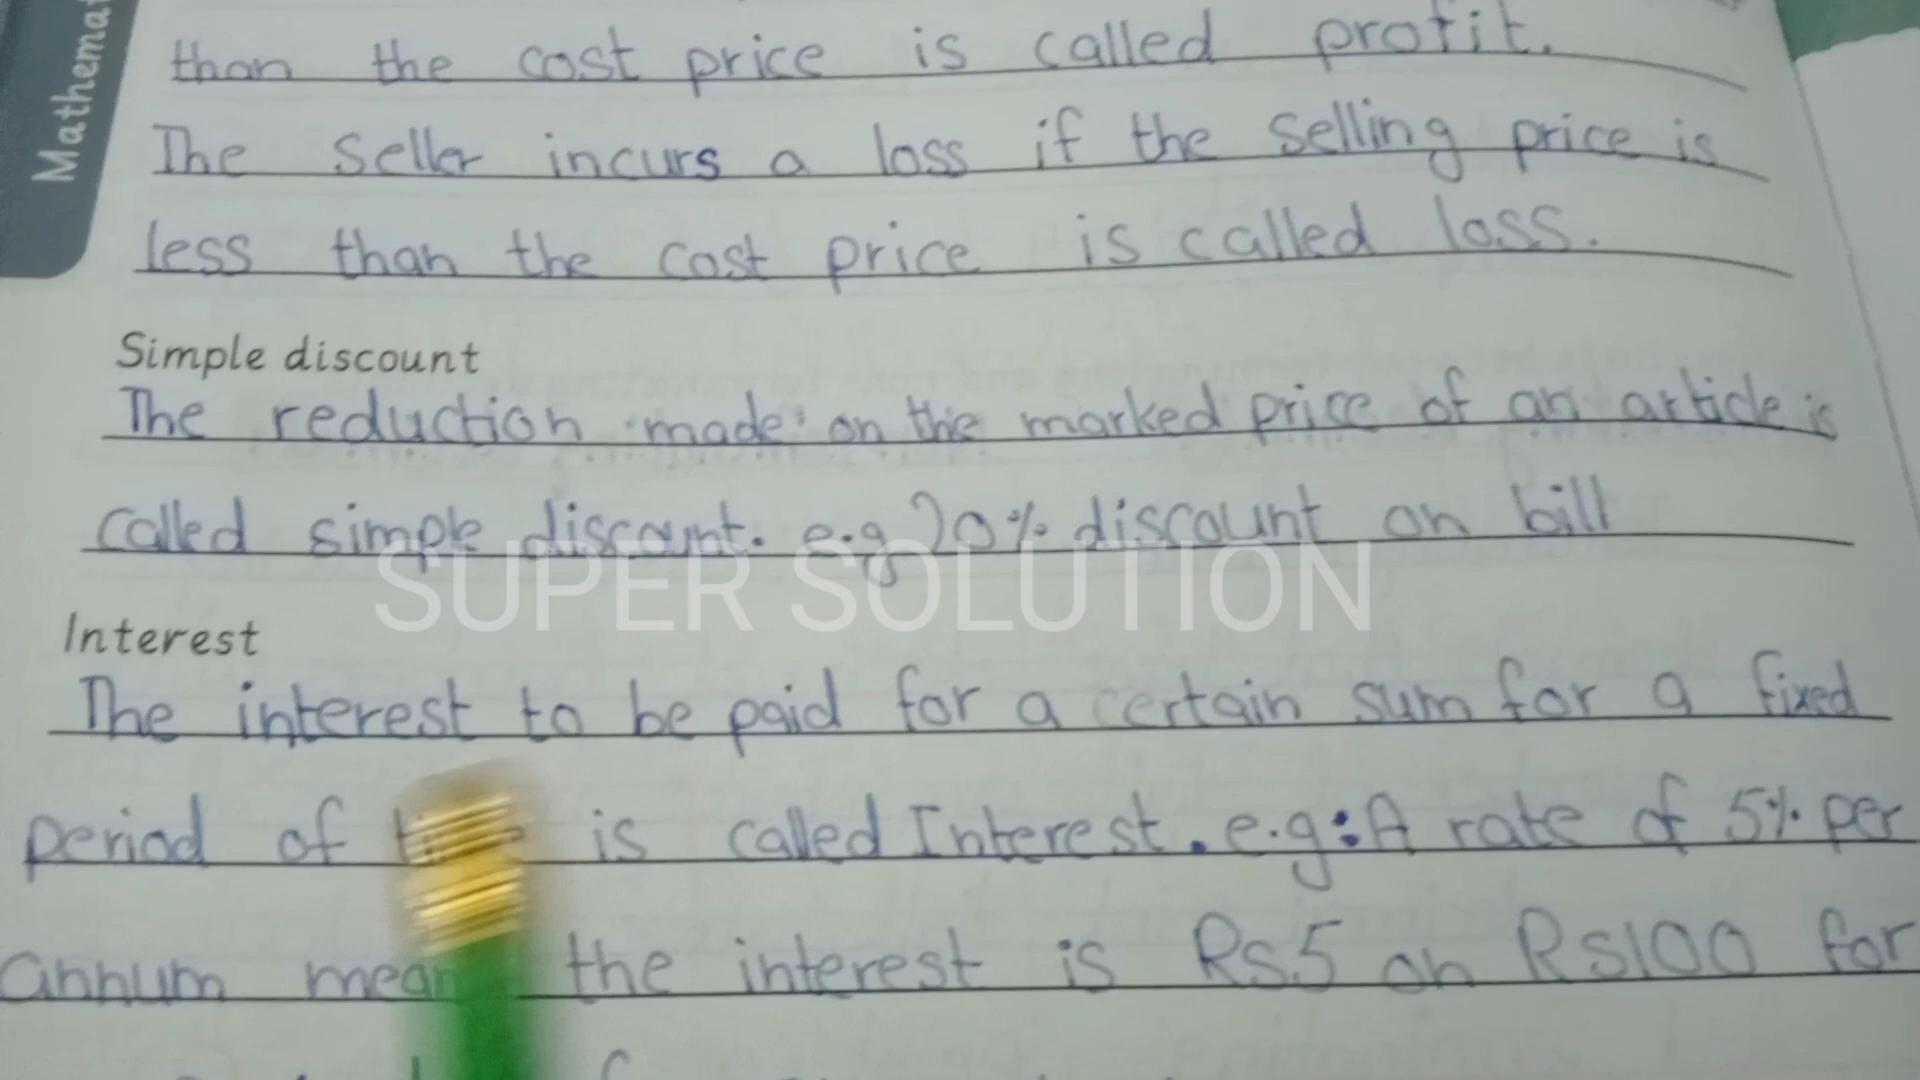 Mathema
than the cost price is called profit.
The seller incurs a loss if the selling price is
less than the cost price is called loss.
Simple discount
The reduction made on the marked price of an article is
called simple discount. e.g 20% discount on bill
SUPER SOLUTION
Interest
The interest to be paid for a certain sum for a fixed
period of is called Interest. e.g:A rate of 5% per
annum mean the interest is Rs.5 on Rs100 for